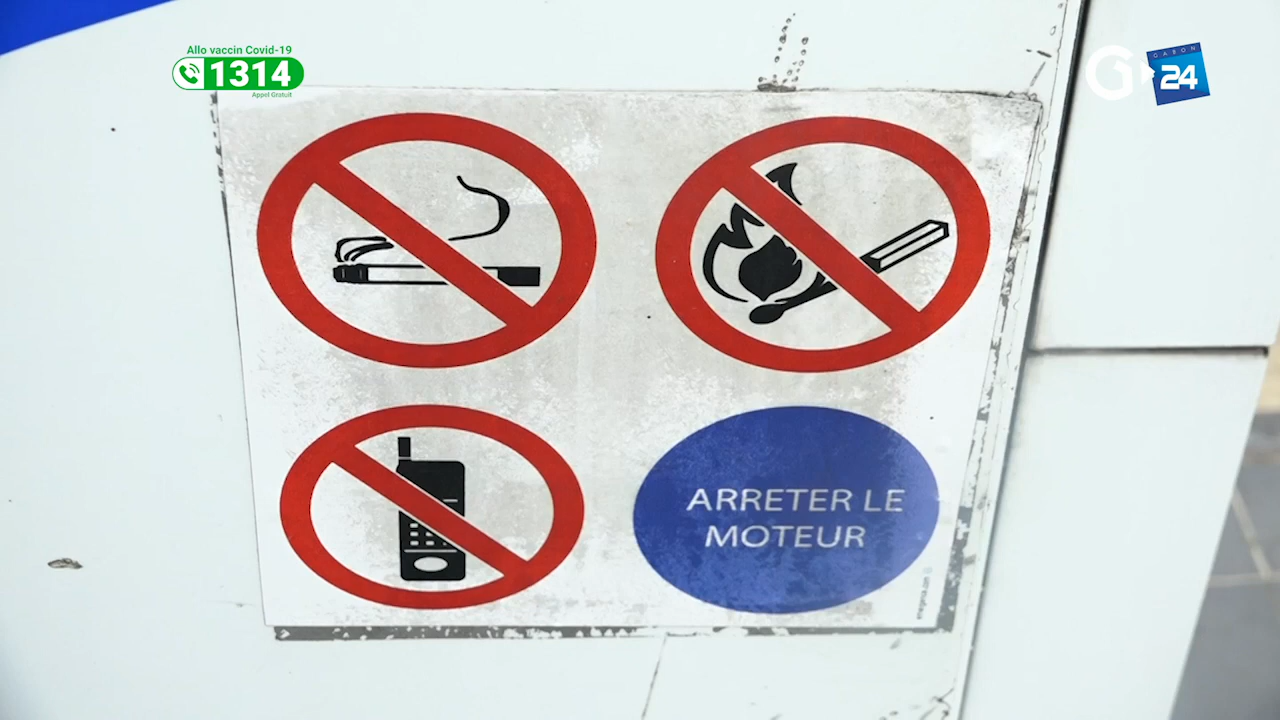 Allo vaccin Covid-19
1314
Appel Gratuit
GABON
24
ARRETER LE
MOTEUR